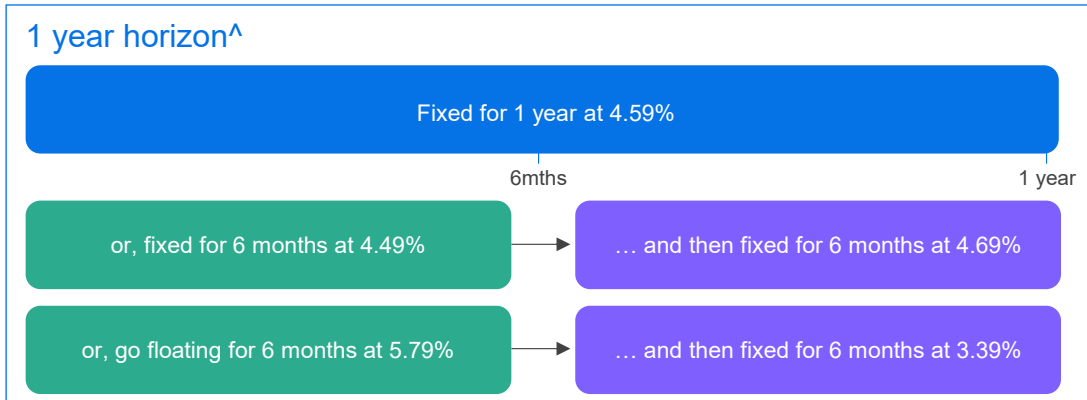 1 year horizon^
Fixed for 1 year at 4.59%
6mths
1 year
or, fixed for 6 months at 4.49%
… and then fixed for 6 months at 4.69%
or, go floating for 6 months at 5.79%
… and then fixed for 6 months at 3.39%